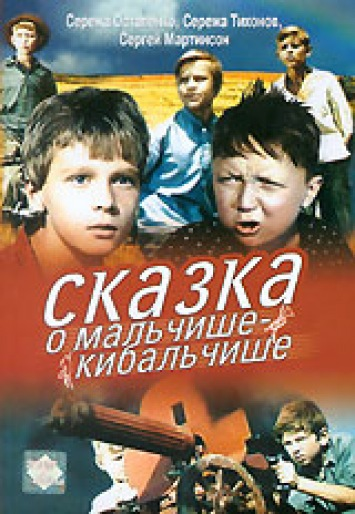 Сережа Остапенко, Сережа Тихонов,
Сергей Мартинсон
Сказка
о мальчише-
кибальчише